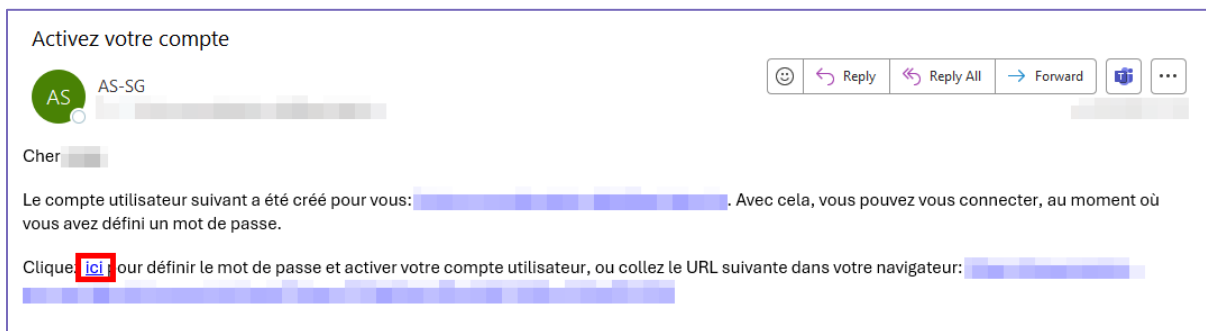 Activez votre compte
AS
AS-SG
Reply
Reply All
Forward
Cher
Le compte utilisateur suivant a été créé pour vous: . Avec cela, vous pouvez vous connecter, au moment où
vous avez défini un mot de passe.
Cliquez ici pour définir le mot de passe et activer votre compte utilisateur, ou collez le URL suivante dans votre navigateur: